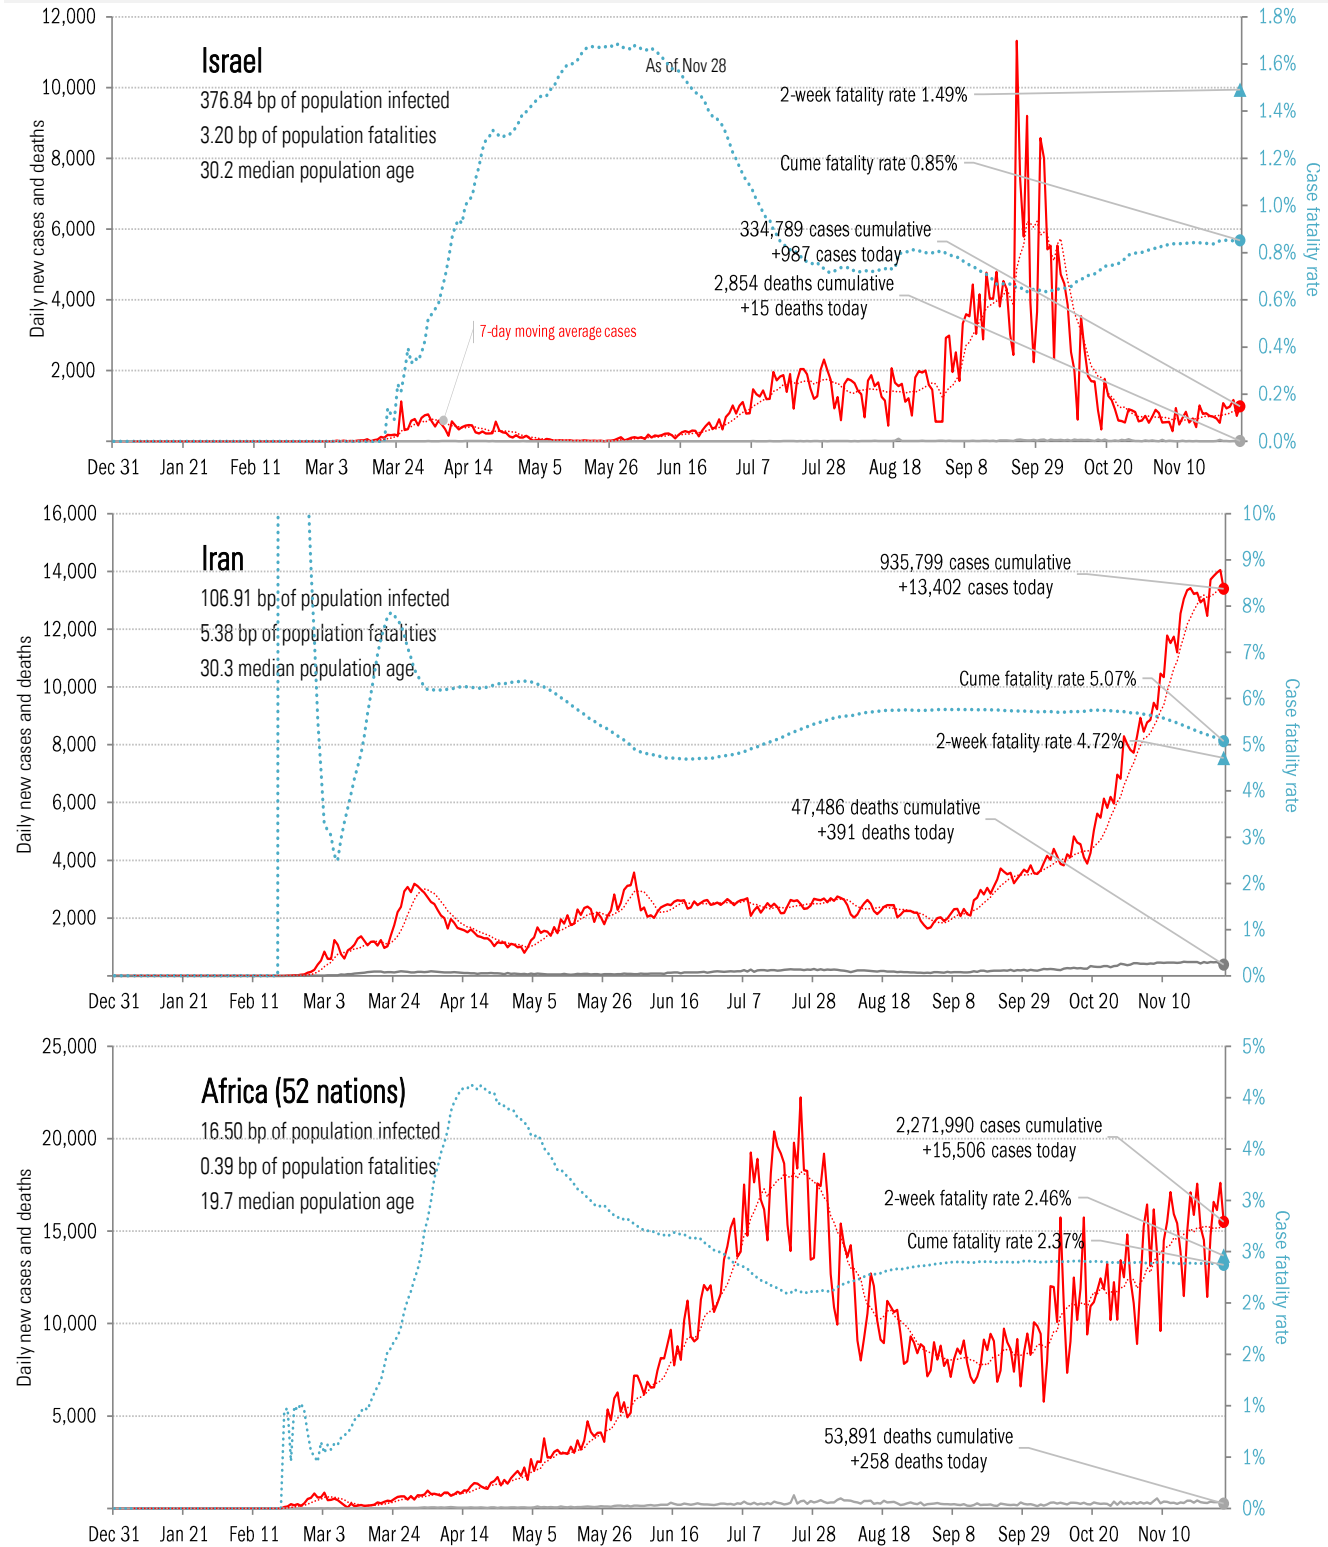 12,000
10,000
8,000
6,000
4,000
2,000
Daily new cases and deaths
Israel
376.84 bp of population infected
3.20 bp of population fatalities
30.2 median population age
As of Nov 28
2-week fatality rate 1.49%
Cume fatality rate 0.85%
334,789 cases cumulative
+987 cases today
2,854 deaths cumulative
+15 deaths today
7-day moving average cases
1.8%
1.6%
1.4%
1.2%
1.0%
0.8%
0.6%
0.4%
0.2%
0.0%
Case fatality rate
Dec 31 Jan 21 Feb 11 Mar 3 Mar 24 Apr 14 May 5 May 26 Jun 16 Jul 7 Jul 28 Aug 18 Sep 8 Sep 29 Oct 20 Nov 10
16,000
14,000
12,000
10,000
8,000
6,000
4,000
2,000
Daily new cases and deaths
Iran
106.91 bp of population infected
5.38 bp of population fatalities
30.3 median population age
935,799 cases cumulative
+13,402 cases today
Cume fatality rate 5.07%
2-week fatality rate 4.72%
47,486 deaths cumulative
+391 deaths today
10%
9%
8%
7%
6%
5%
4%
3%
2%
1%
0%
Case fatality rate
Dec 31 Jan 21 Feb 11 Mar 3 Mar 24 Apr 14 May 5 May 26 Jun 16 Jul 7 Jul 28 Aug 18 Sep 8 Sep 29 Oct 20 Nov 10
25,000
20,000
15,000
10,000
5,000
Daily new cases and deaths
Africa (52 nations)
16.50 bp of population infected
0.39 bp of population fatalities
19.7 median population age
2,271,990 cases cumulative
+15,506 cases today
2-week fatality rate 2.46%
Cume fatality rate 2.37%
53,891 deaths cumulative
+258 deaths today
5%
4%
4%
3%
3%
2%
2%
1%
1%
0%
Case fatality rate
Dec 31 Jan 21 Feb 11 Mar 3 Mar 24 Apr 14 May 5 May 26 Jun 16 Jul 7 Jul 28 Aug 18 Sep 8 Sep 29 Oct 20 Nov 10